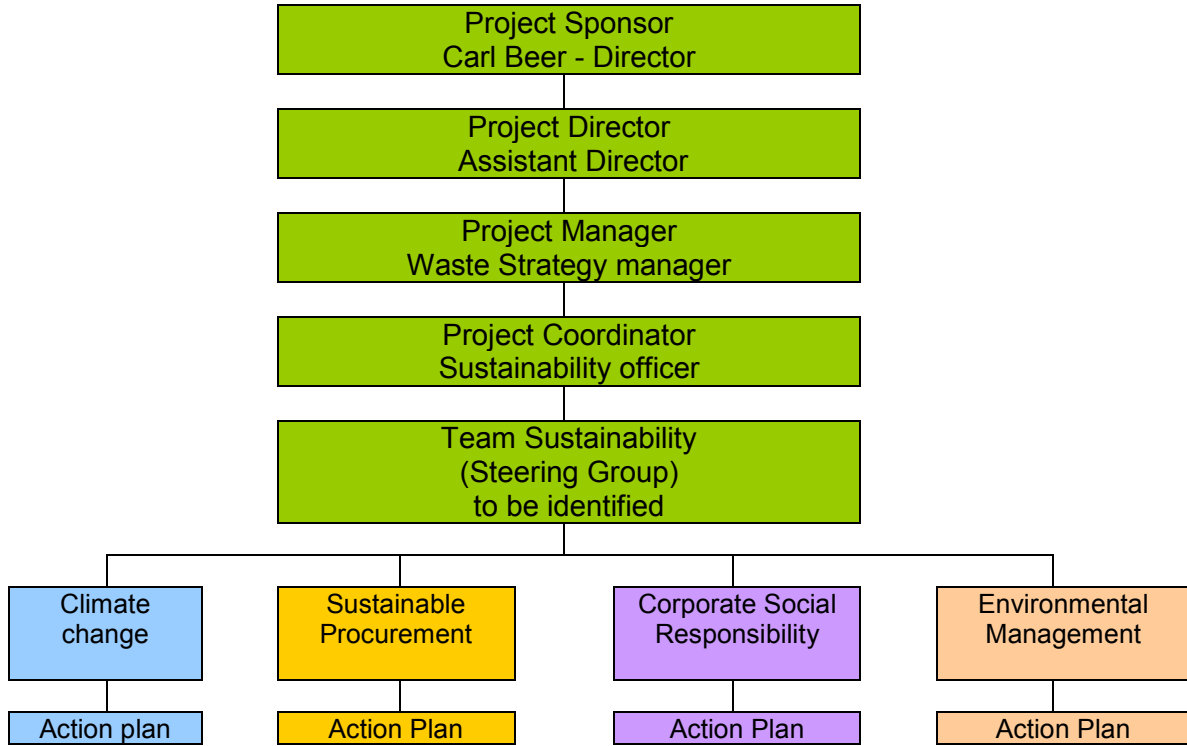 Project Sponsor
Carl Beer - Director
Project Director
Assistant Director
Project Manager
Waste Strategy manager
Project Coordinator
Sustainability officer
Team Sustainability
(Steering Group)
to be identified
Climate
change
Sustainable
Procurement
Corporate Social
Responsibility
Environmental
Management
Action plan
Action Plan
Action Plan
Action Plan